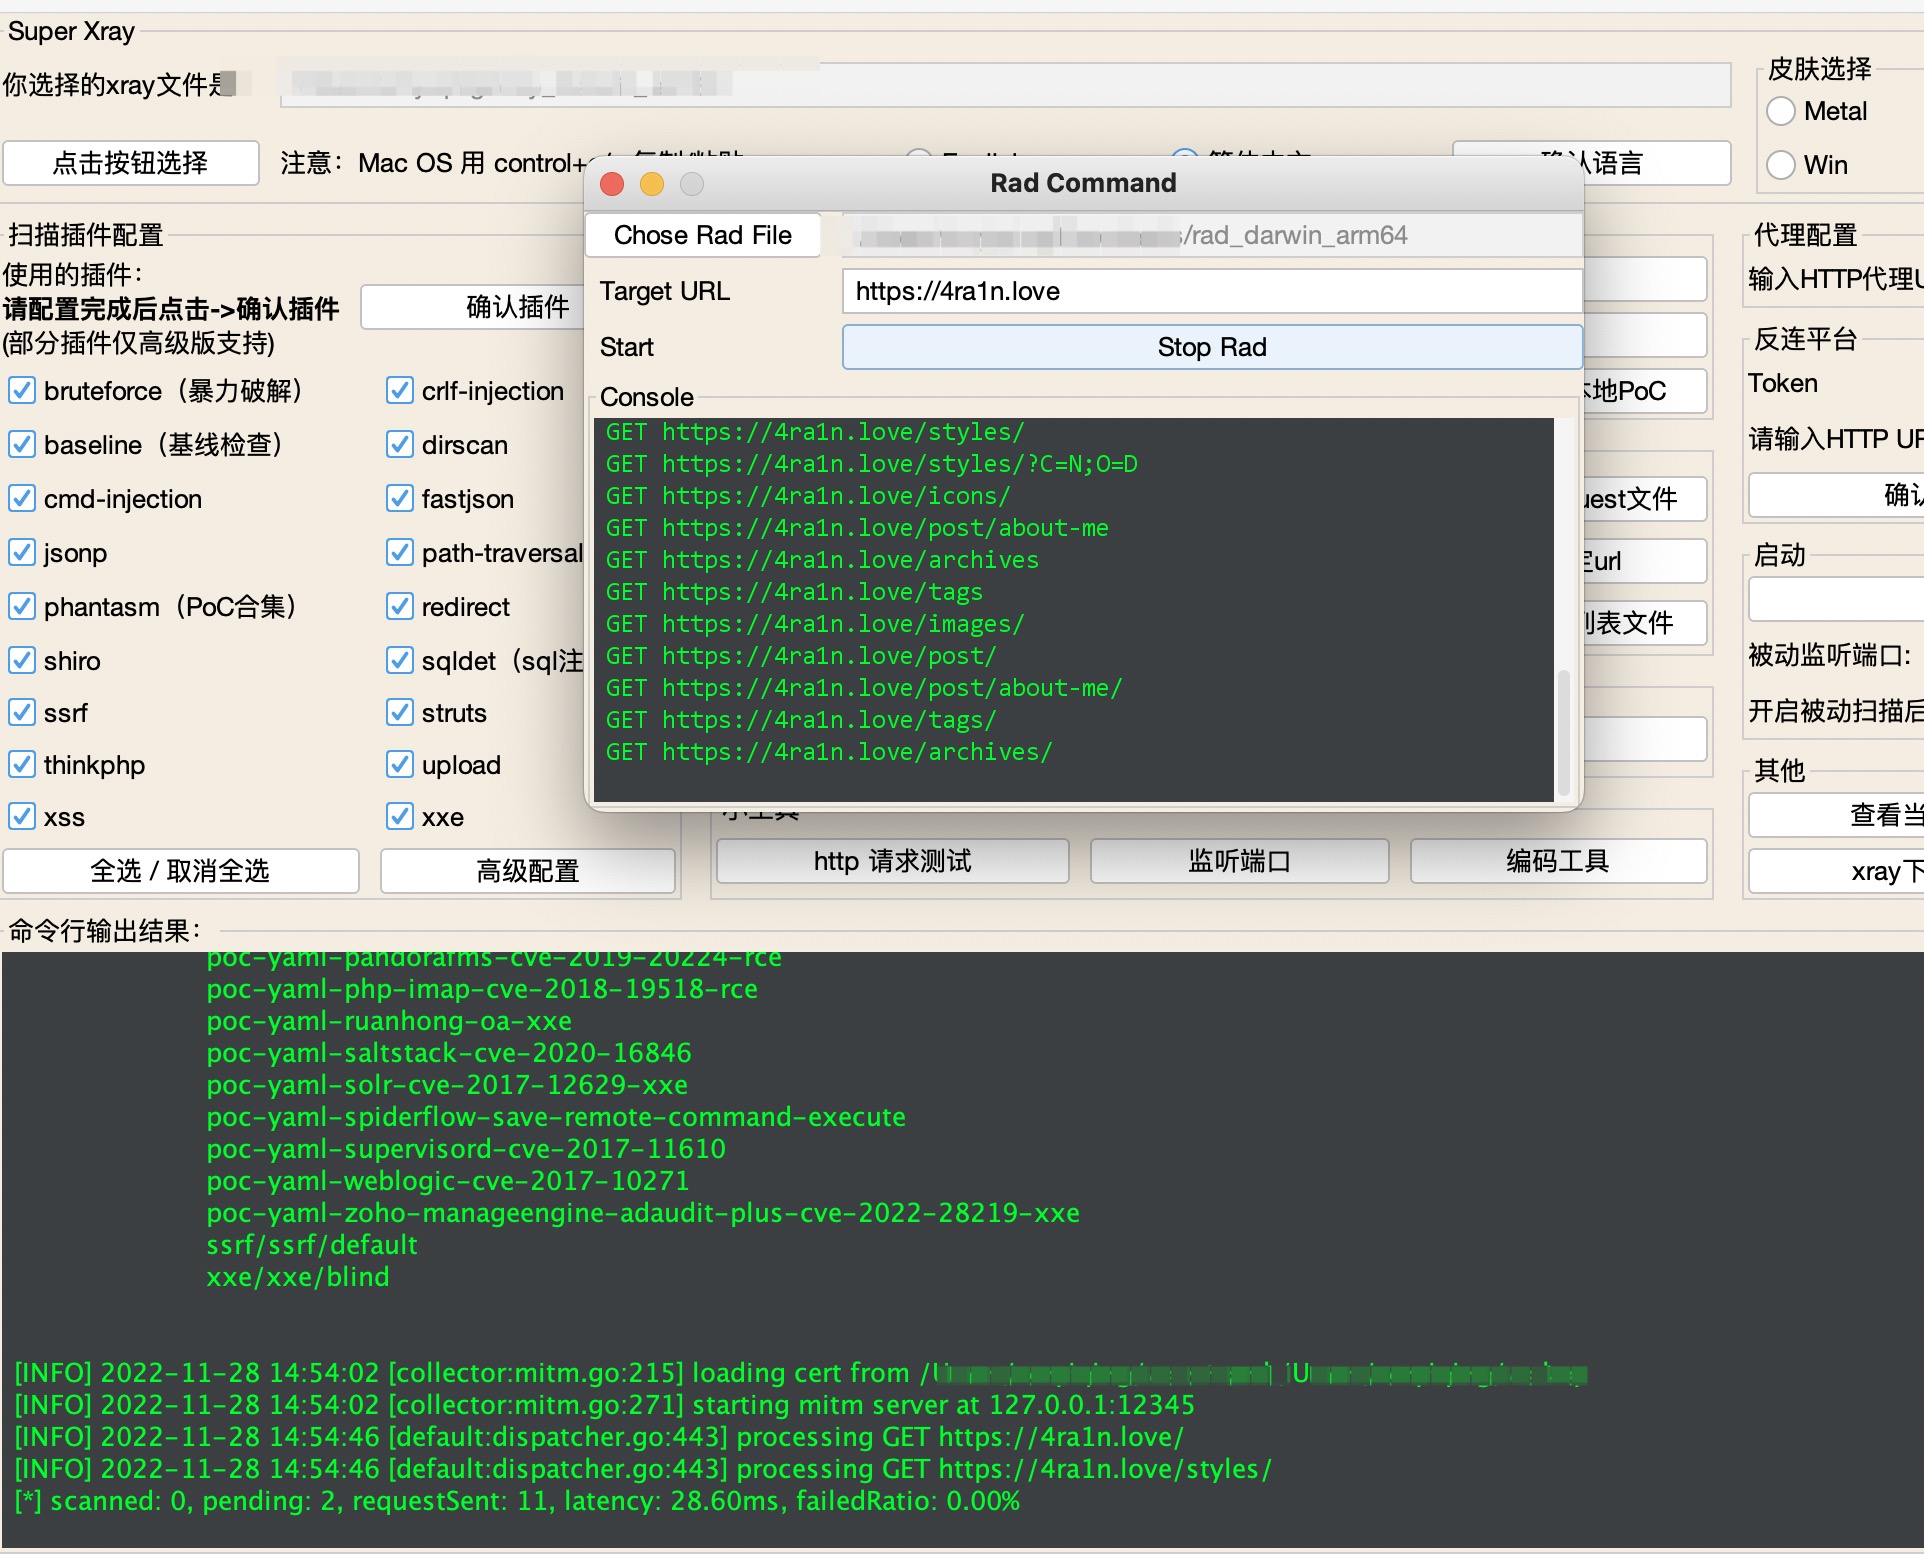 Super Xray
你选择的xray文件是
皮肤选择
Metal
Win
点击按钮选择
注意：Mac OS 用 control+
扫描插件配置
使用的插件：
请配置完成后点击->确认插件
(部分插件仅高级版支持)
确认插件
bruteforce（暴力破解）
crlf-injection
baseline（基线检查）
dirscan
cmd-injection
fastjson
jsonp
path-traversal
phantasm（PoC合集）
redirect
shiro
sqldet（sql注
ssrf
struts
thinkphp
upload
xss
xxe
全选 / 取消全选
高级配置
Rad Command
Chose Rad File
/rad_darwin_arm64
Target URL
https://4ra1n.love
Start
Stop Rad
Console
GET https://4ra1n.love/styles/
GET https://4ra1n.love/styles/?C=N;O=D
GET https://4ra1n.love/icons/
GET https://4ra1n.love/post/about-me
GET https://4ra1n.love/archives
GET https://4ra1n.love/tags
GET https://4ra1n.love/images/
GET https://4ra1n.love/post/
GET https://4ra1n.love/post/about-me/
GET https://4ra1n.love/tags/
GET https://4ra1n.love/archives/
认语言
地PoC
uest文件
url
列表文件
小工具
http 请求测试
监听端口
编码工具
代理配置
输入HTTP代理U
反连平台
Token
请输入HTTP UR
确认
启动
被动监听端口:
开启被动扫描后
其他
查看当
xray下
命令行输出结果：
poc-yaml-pandorafms-cve-2019-20224-rce
poc-yaml-php-imap-cve-2018-19518-rce
poc-yaml-ruanhong-oa-xxe
poc-yaml-saltstack-cve-2020-16846
poc-yaml-solr-cve-2017-12629-xxe
poc-yaml-spiderflow-save-remote-command-execute
poc-yaml-supervisord-cve-2017-11610
poc-yaml-weblogic-cve-2017-10271
poc-yaml-zoho-manageengine-adaudit-plus-cve-2022-28219-xxe
ssrf/ssrf/default
xxe/xxe/blind
[INFO] 2022-11-28 14:54:02 [collector:mitm.go:215] loading cert from
[INFO] 2022-11-28 14:54:02 [collector:mitm.go:271] starting mitm server at 127.0.0.1:12345
[INFO] 2022-11-28 14:54:46 [default:dispatcher.go:443] processing GET https://4ra1n.love/
[INFO] 2022-11-28 14:54:46 [default:dispatcher.go:443] processing GET https://4ra1n.love/styles/
[*] scanned: 0, pending: 2, requestSent: 11, latency: 28.60ms, failedRatio: 0.00%